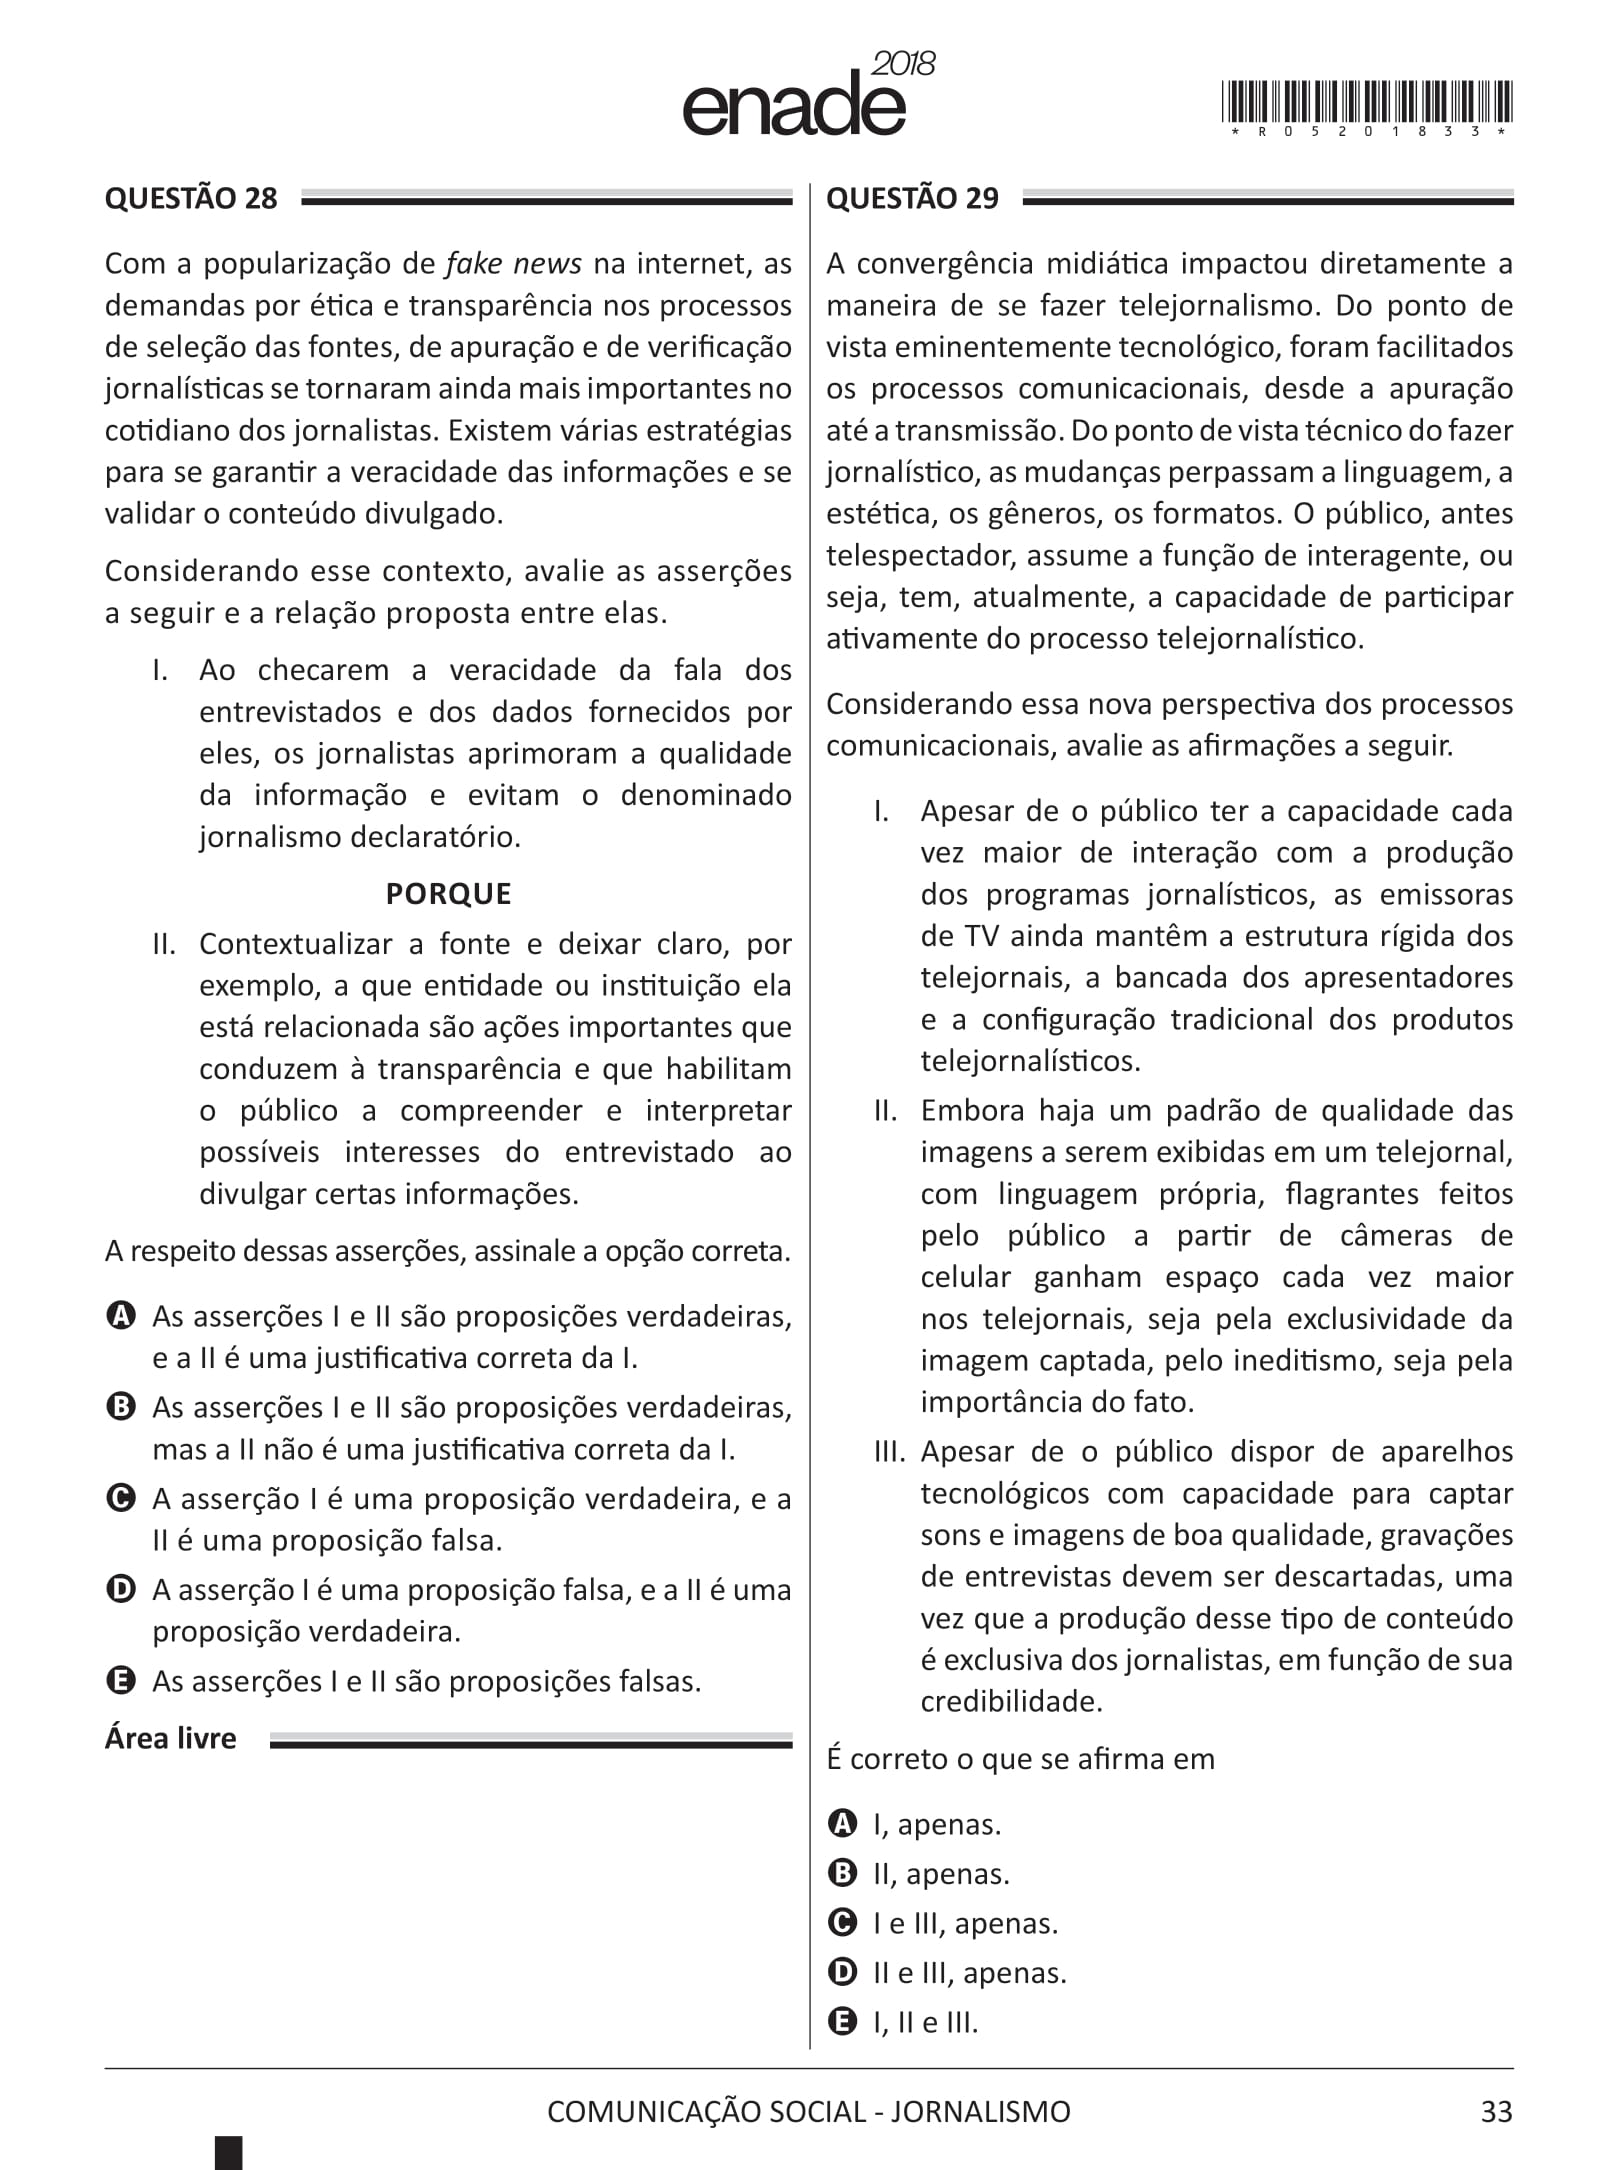 enade 2018
*R05201833*
QUESTÃO 28
Com a popularização de fake news na internet, as
demandas por ética e transparência nos processos
de seleção das fontes, de apuração e de verificação
jornalísticas se tornaram ainda mais importantes no
cotidiano dos jornalistas. Existem várias estratégias
para se garantir a veracidade das informações e se
validar o conteúdo divulgado.
Considerando esse contexto, avalie as asserções
a seguir e a relação proposta entre elas.
I. Ao checarem a veracidade da fala dos
entrevistados e dos dados fornecidos por
eles, os jornalistas aprimoram a qualidade
da informação e evitam o denominado
jornalismo declaratório.
PORQUE
II. Contextualizar a fonte e deixar claro, por
exemplo, a que entidade ou instituição ela
está relacionada são ações importantes que
conduzem à transparência e que habilitam
o público a compreender e interpretar
possíveis interesses do entrevistado ao
divulgar certas informações.
A respeito dessas asserções, assinale a opção correta.
A As asserções I e II são proposições verdadeiras,
e a II é uma justificativa correta da I.
B As asserções I e II são proposições verdadeiras,
mas a II não é uma justificativa correta da I.
C A asserção I é uma proposição verdadeira, e a
II é uma proposição falsa.
D A asserção I é uma proposição falsa, e a II é uma
proposição verdadeira.
E As asserções I e II são proposições falsas.
Área livre
QUESTÃO 29
A convergência midiática impactou diretamente a
maneira de se fazer telejornalismo. Do ponto de
vista eminentemente tecnológico, foram facilitados
os processos comunicacionais, desde a apuração
até a transmissão. Do ponto de vista técnico do fazer
jornalístico, as mudanças perpassam a linguagem, a
estética, os gêneros, os formatos. O público, antes
telespectador, assume a função de interagente, ou
seja, tem, atualmente, a capacidade de participar
ativamente do processo telejornalístico.
Considerando essa nova perspectiva dos processos
comunicacionais, avalie as afirmações a seguir.
I. Apesar de o público ter a capacidade cada
vez maior de interação com a produção
dos programas jornalísticos, as emissoras
de TV ainda mantêm a estrutura rígida dos
telejornais, a bancada dos apresentadores
e a configuração tradicional dos produtos
telejornalísticos.
II. Embora haja um padrão de qualidade das
imagens a serem exibidas em um telejornal,
com linguagem própria, flagrantes feitos
pelo público a partir de câmeras de
celular ganham espaço cada vez maior
nos telejornais, seja pela exclusividade da
imagem captada, pelo ineditismo, seja pela
importância do fato.
III. Apesar de o público dispor de aparelhos
tecnológicos com capacidade para captar
sons e imagens de boa qualidade, gravações
de entrevistas devem ser descartadas, uma
vez que a produção desse tipo de conteúdo
é exclusiva dos jornalistas, em função de sua
credibilidade.
É correto o que se afirma em
A I, apenas.
B II, apenas.
C I e III, apenas.
D II e III, apenas.
E I, II e III.
COMUNICAÇÃO SOCIAL - JORNALISMO
33